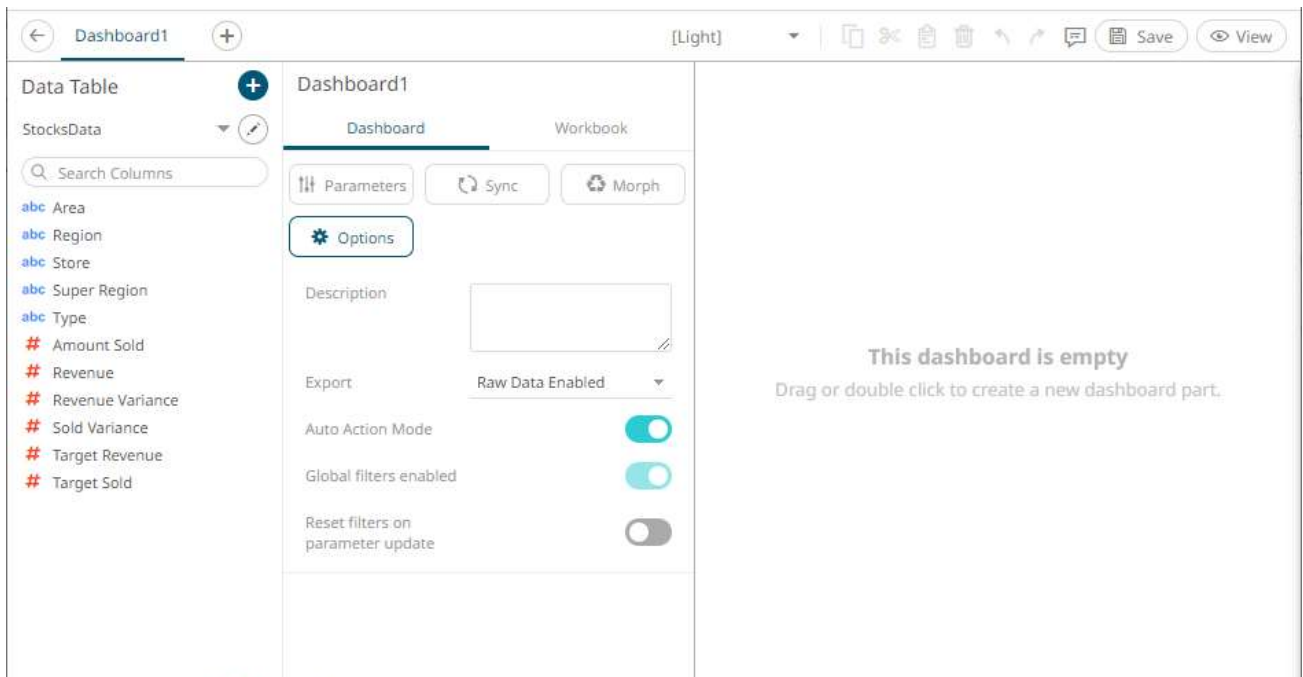 Dashboard1
[Light]
Save
View
Data Table
StocksData
Search Columns
abc Area
abc Region
abc Store
abc Super Region
abc Type
# Amount Sold
# Revenue
# Revenue Variance
# Sold Variance
# Target Revenue
# Target Sold
Dashboard1
Dashboard
Workbook
Parameters
Sync
Morph
Options
Description
Export
Raw Data Enabled
Auto Action Mode
Global filters enabled
Reset filters on
parameter update
This dashboard is empty
Drag or double click to create a new dashboard part.